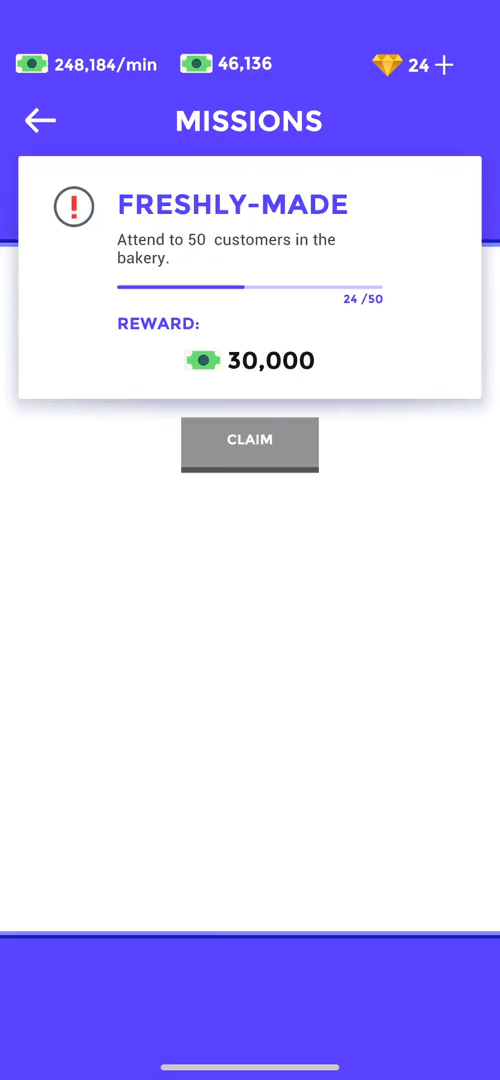 248,184/min 46,136 24
MISSIONS
FRESHLY-MADE
Attend to 50  customers in the
bakery.
24 /50
REWARD:
30,000
CLAIM